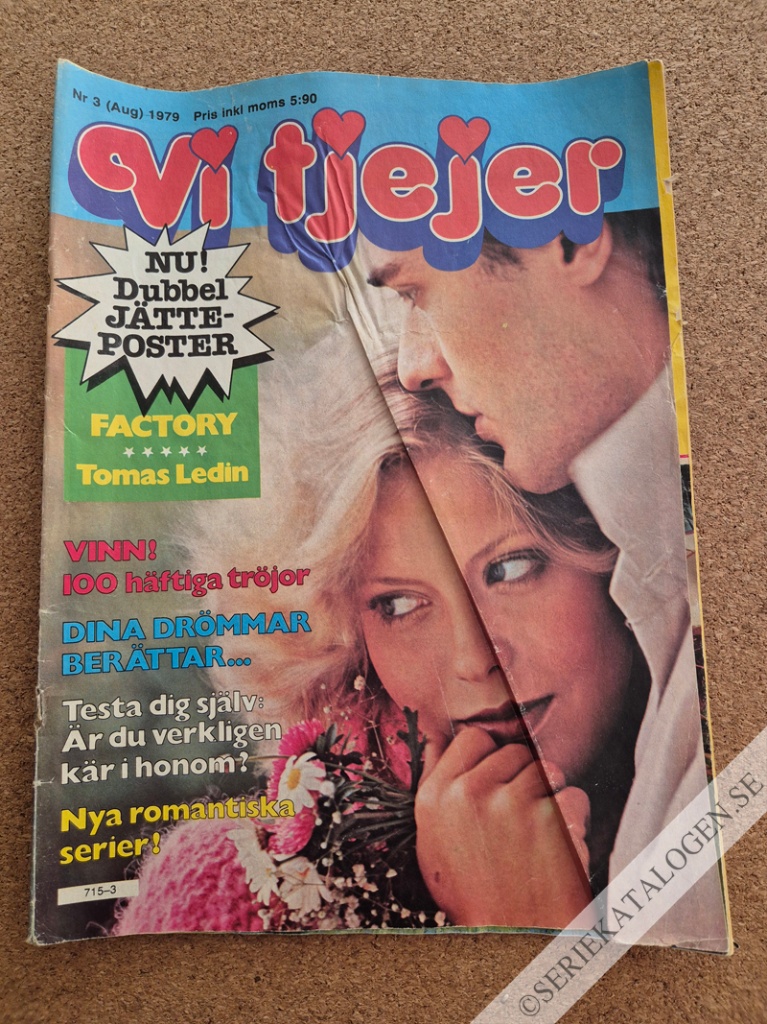 Nr 3 (Aug) 1979 Pris inkl moms 5:90
Vi tjejer
NU!
Dubbel
JÄTTE-
POSTER
FACTORY
Tomas Ledin
VINN!
100 häftiga tröjor
DINA DRÖMMAR
BERÄTTAR...
Testa dig själv:
Är du verkligen
kär i honom?
Nya romantiska
serier!
715-3
©SERIEKATALOGEN.SE